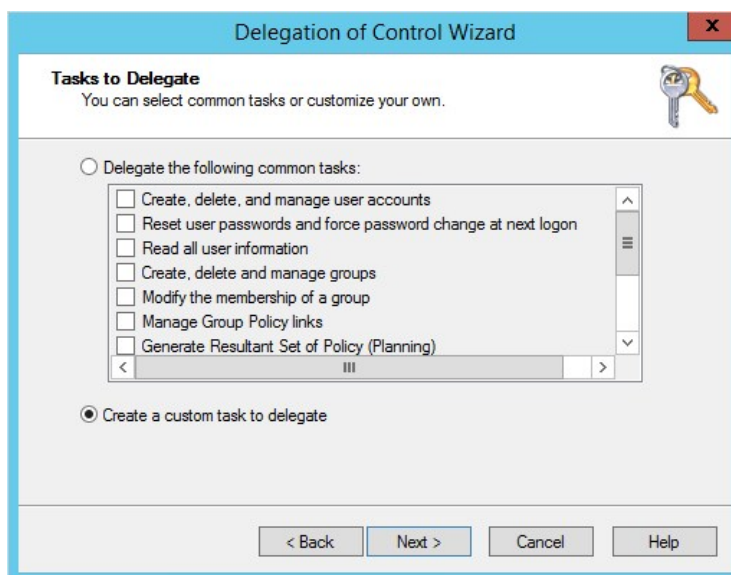 Delegation of Control Wizard
x
Tasks to Delegate
You can select common tasks or customize your own.
Delegate the following common tasks:
Create, delete, and manage user accounts
Reset user passwords and force password change at next logon
Read all user information
Create, delete and manage groups
Modify the membership of a group
Manage Group Policy links
Generate Resultant Set of Policy (Planning)
Create a custom task to delegate
< Back Next > Cancel Help